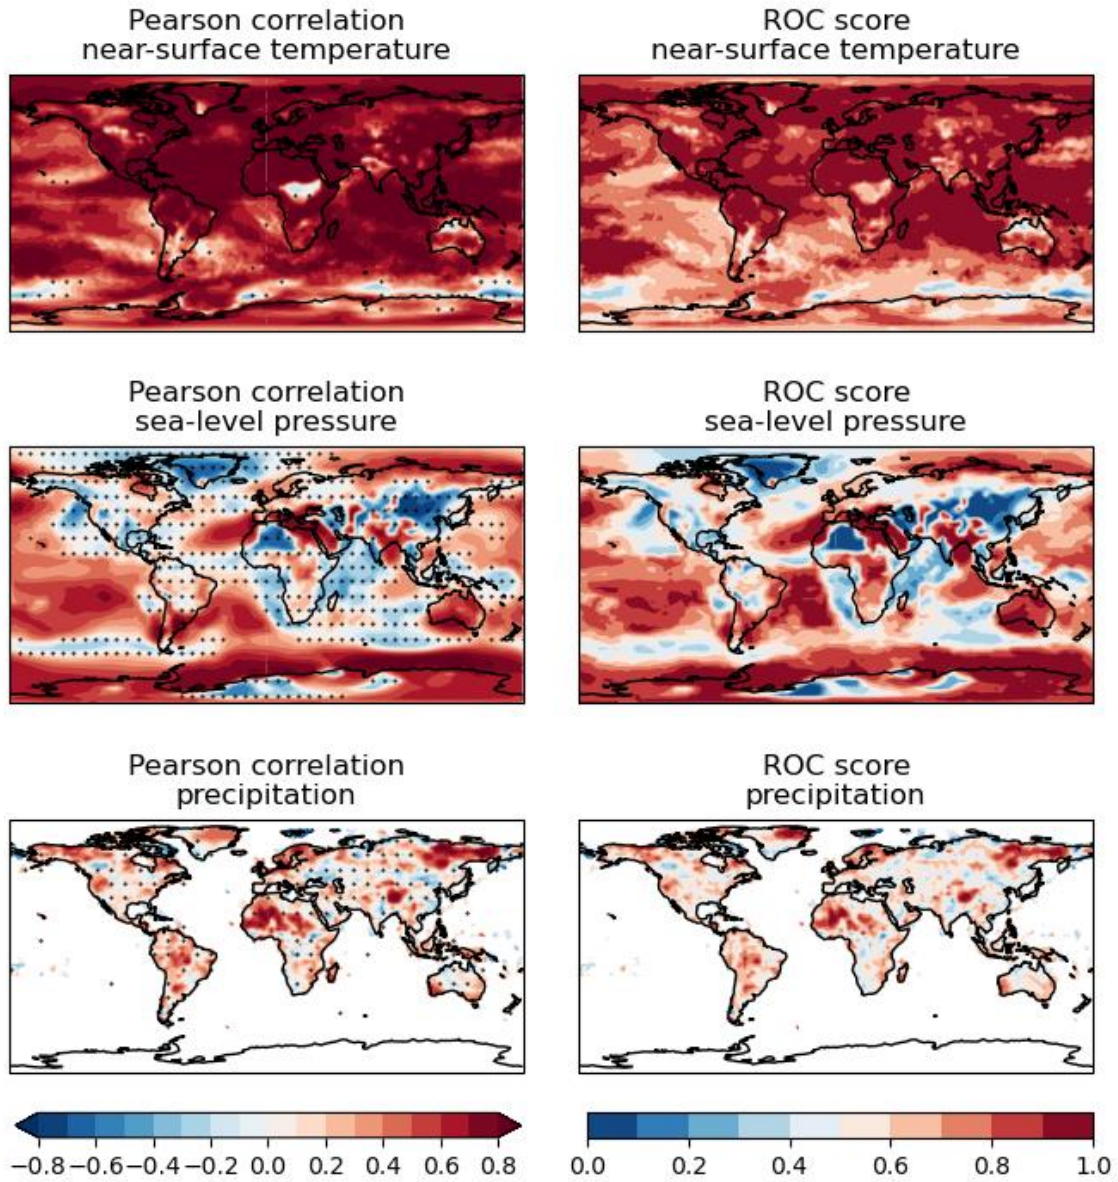 Pearson correlation
near-surface temperature
ROC score
near-surface temperature
Pearson correlation
sea-level pressure
ROC score
sea-level pressure
Pearson correlation
precipitation
ROC score
precipitation
−0.8 −0.6 −0.4 −0.2 0.0 0.2 0.4 0.6 0.8
0.0 0.2 0.4 0.6 0.8 1.0